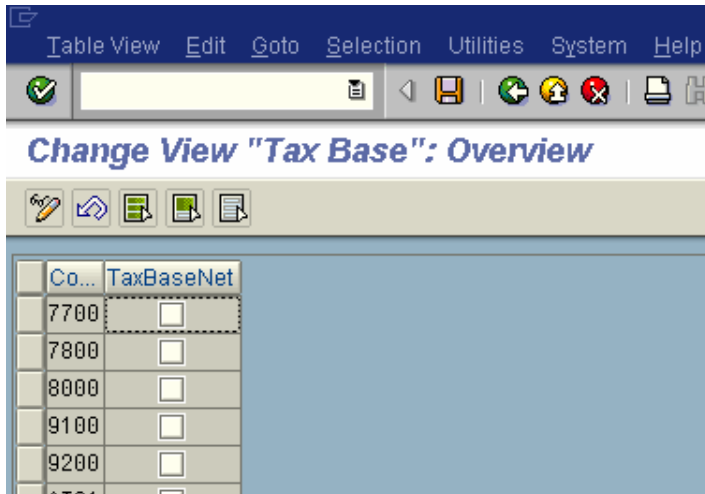 Table View Edit Goto Selection Utilities System Help
Change View "Tax Base": Overview
Co... TaxBaseNet
7700
7800
8000
9100
9200